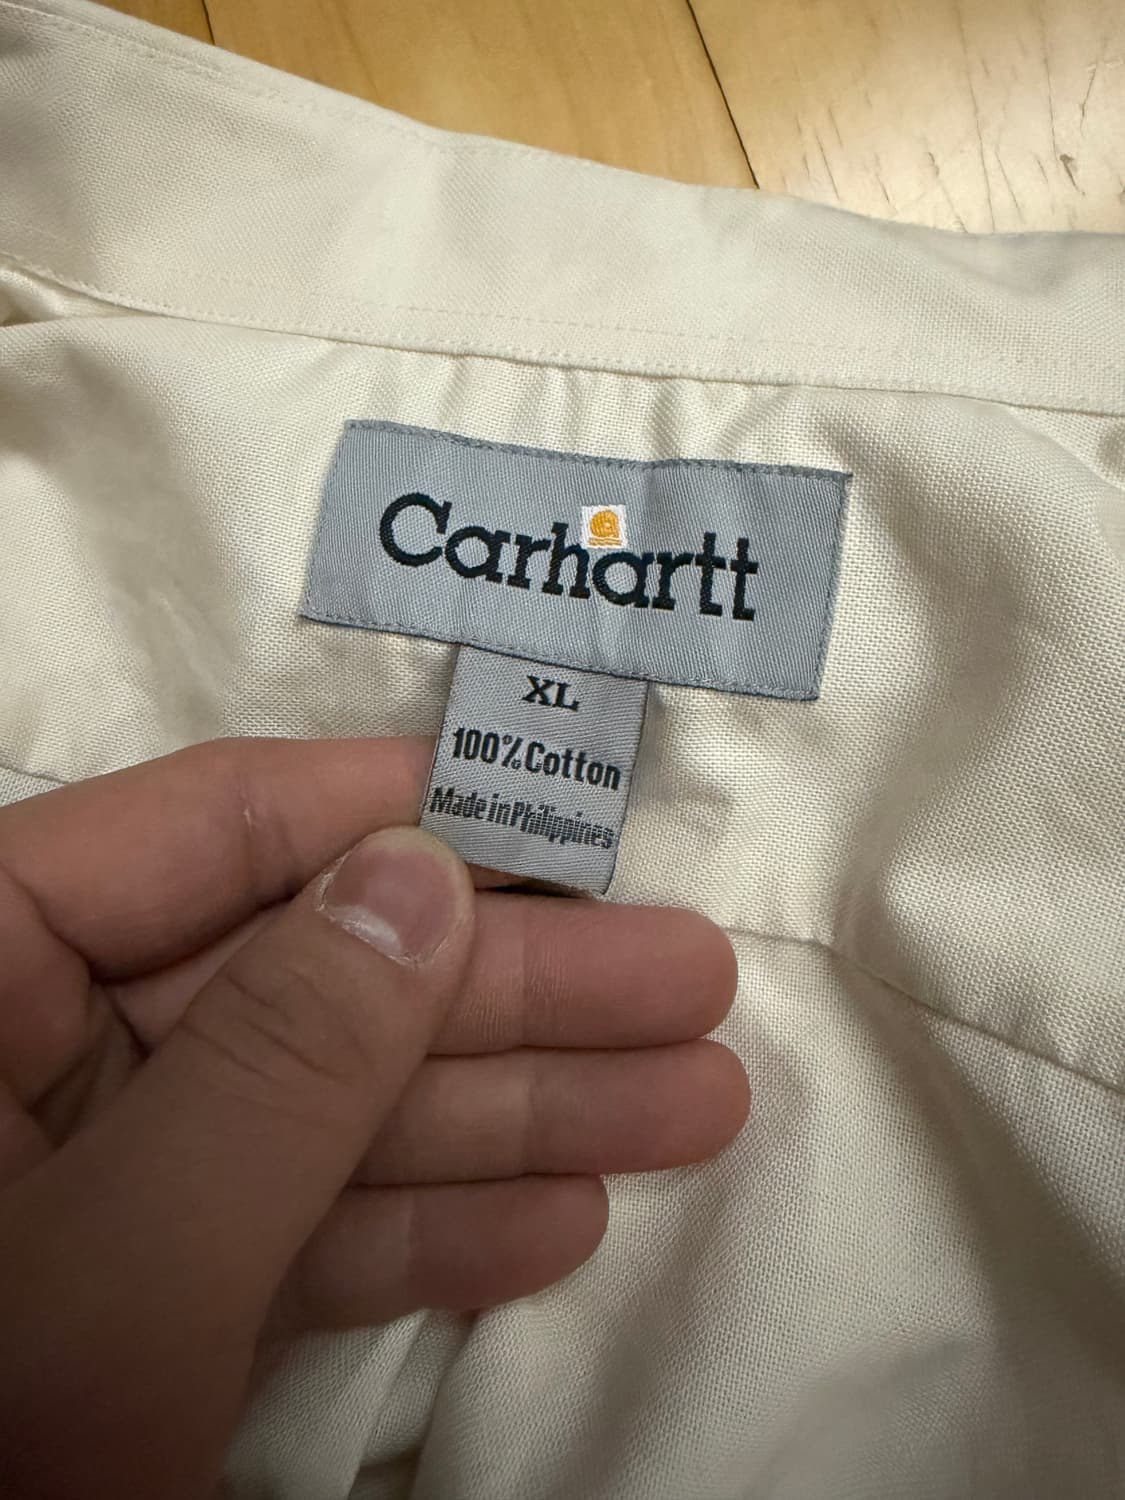 Carhartt
XL
100% Cotton
Made in Philippines